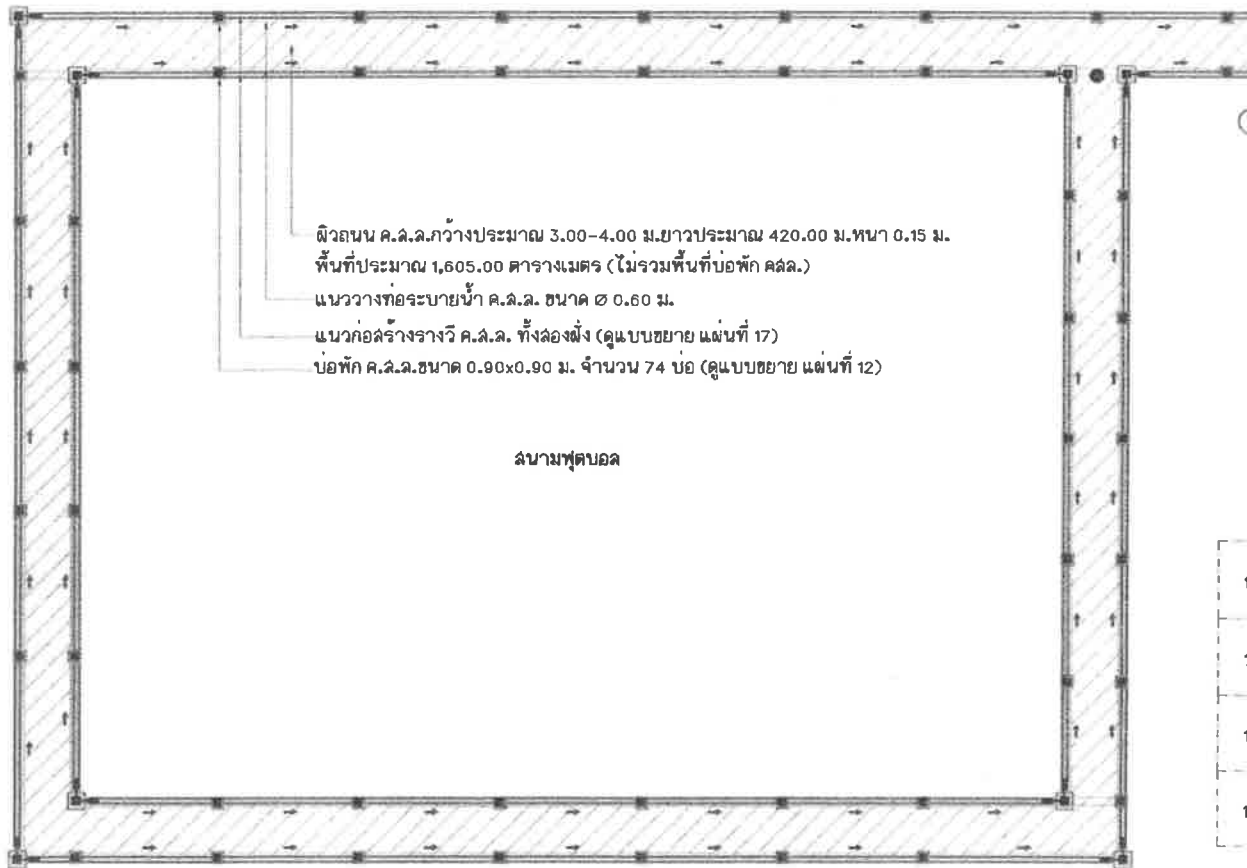 ผิวถนน ค.ส.ล.กว้างประมาณ 3.00-4.00 ม.ยาวประมาณ 420.00 ม.หนา 0.15 ม.
พื้นที่ประมาณ 1,605.00 ตารางเมตร (ไม่รวมพื้นที่บ่อพัก คสล.)
แนววางท่อระบายน้ำ ค.ส.ล. ขนาด Ø 0.60 ม.
แนวก่อสร้างรางวี ค.ส.ล. ทั้งสองฝั่ง (ดูแบบขยาย แผ่นที่ 17)
บ่อพัก ค.ส.ล.ขนาด 0.90x0.90 ม. จำนวน 74 บ่อ (ดูแบบขยาย แผ่นที่ 12)
สนามฟุตบอล